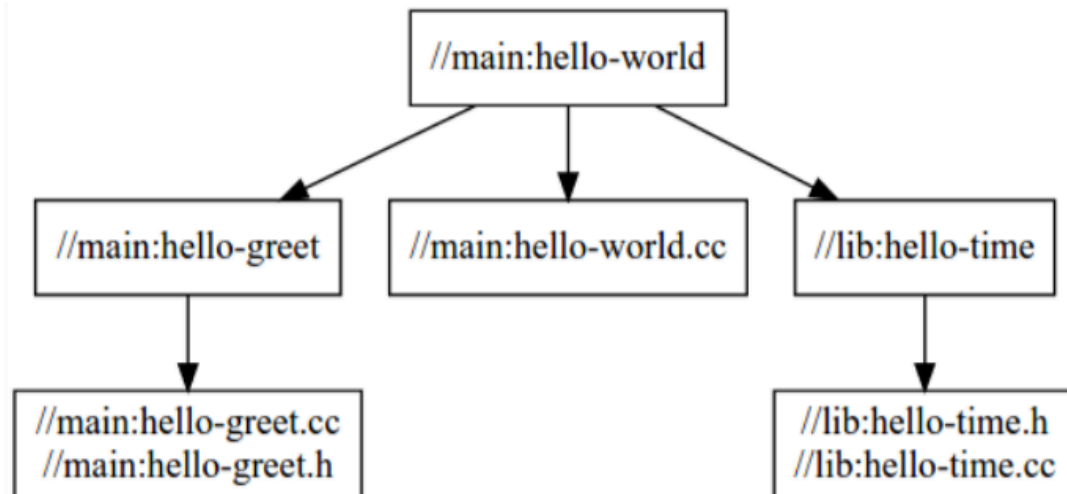 //main:hello-world
//main:hello-greet
//main:hello-world.cc
//lib:hello-time
//main:hello-greet.cc
//main:hello-greet.h
//lib:hello-time.h
//lib:hello-time.cc